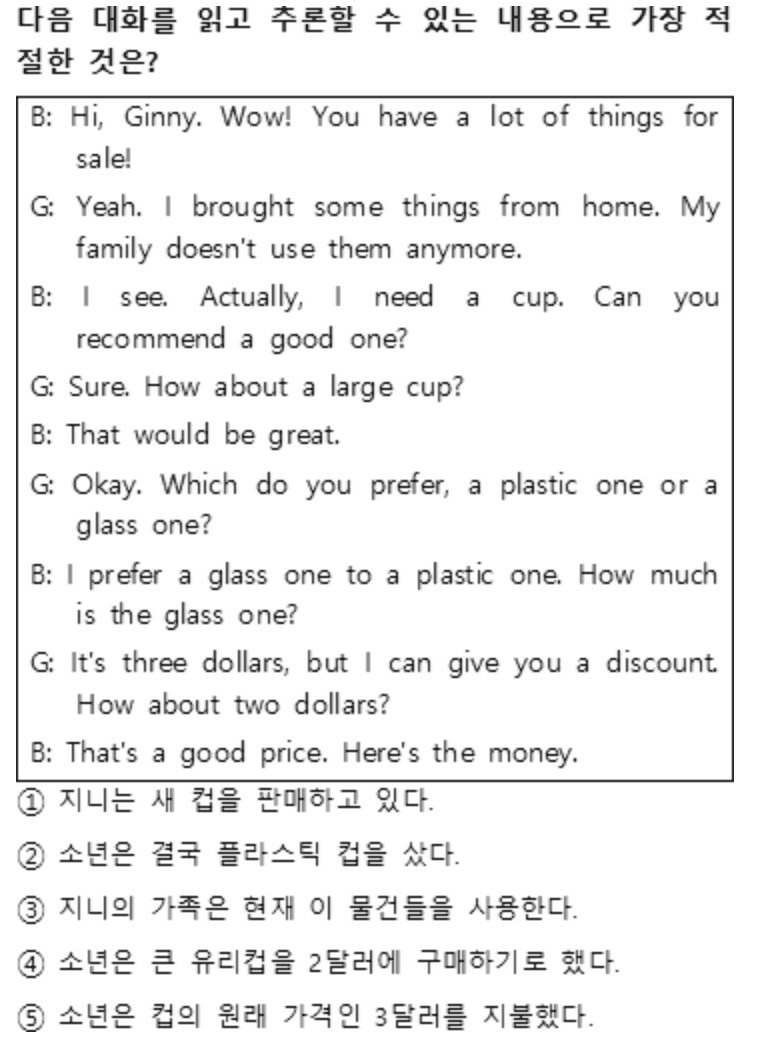 다음 대화를 읽고 추론할 수 있는 내용으로 가장 적
절한 것은?
B: Hi, Ginny. Wow! You have a lot of things for
sale!
G: Yeah. I brought some things from home. My
family doesn't use them anymore.
B: I see. Actually, I need a cup. Can you
recommend a good one?
G: Sure. How about a large cup?
B: That would be great.
G: Okay. Which do you prefer, a plastic one or a
glass one?
B: I prefer a glass one to a plastic one. How much
is the glass one?
G: It's three dollars, but I can give you a discount.
How about two dollars?
B: That's a good price. Here's the money.
① 지니는 새 컵을 판매하고 있다.
② 소년은 결국 플라스틱 컵을 샀다.
③ 지니의 가족은 현재 이 물건들을 사용한다.
④ 소년은 큰 유리컵을 2달러에 구매하기로 했다.
⑤ 소년은 컵의 원래 가격인 3달러를 지불했다.